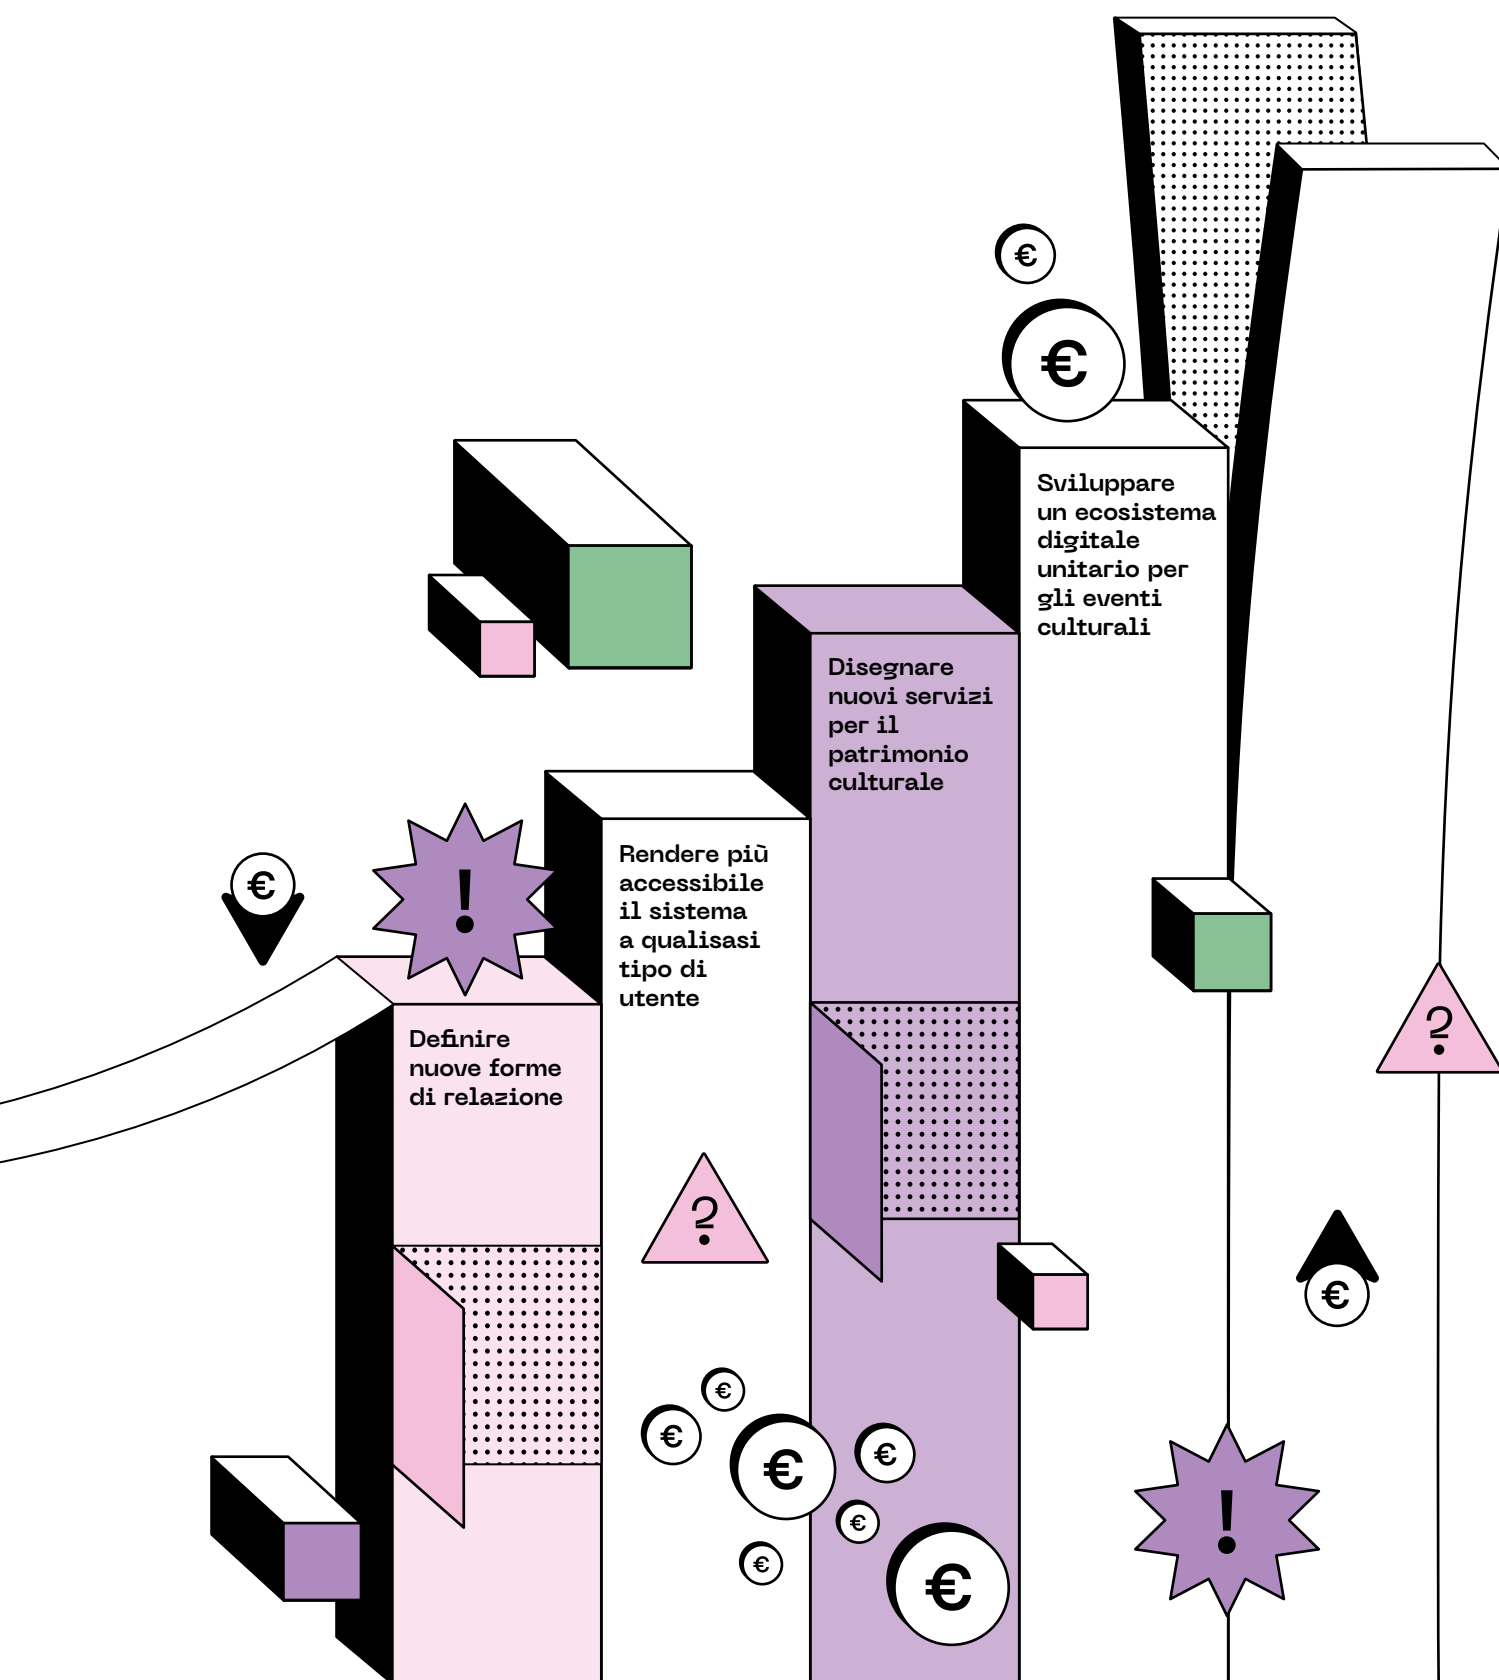 €
€
Sviluppare
un ecosistema
digitale
unitario per
gli eventi
culturali
Disegnare
nuovi servizi
per il
patrimonio
culturale
Rendere più
accessibile
il sistema
a qualisasi
tipo di
utente
€
!
Definire
nuove forme
di relazione
?
?
€
€
€
€
€
€
€
€
!